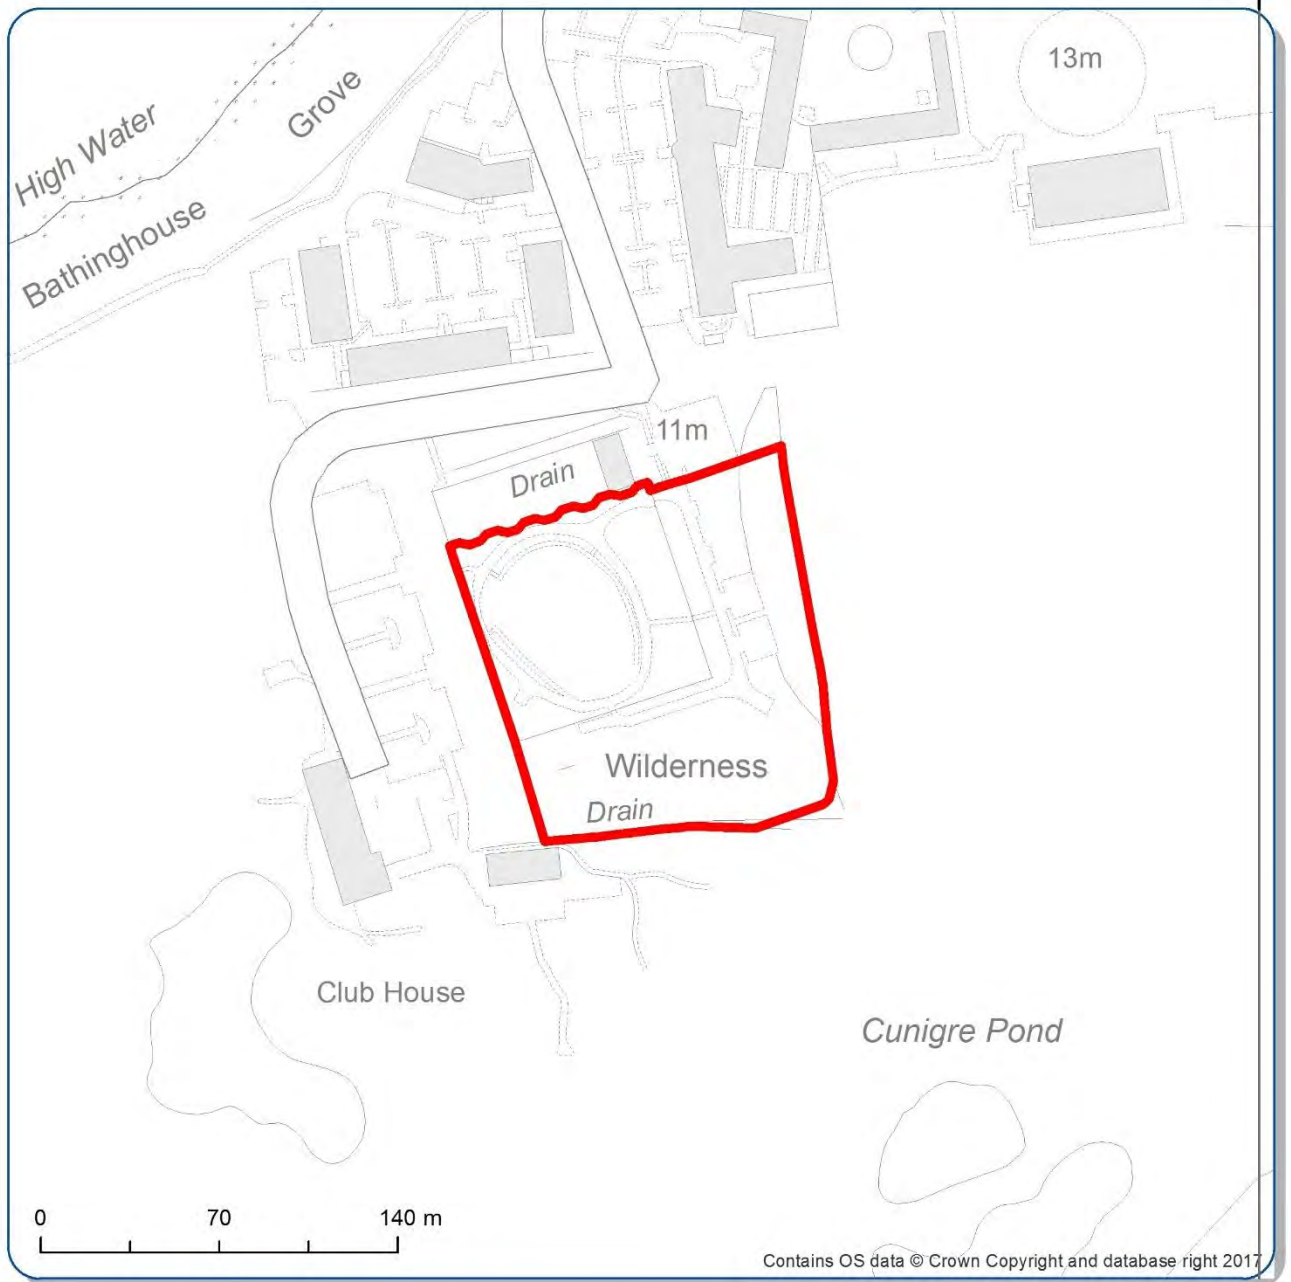 13m
High Water
Grove
Bathinghouse
11m
Drain
Wilderness
Drain
Club House
Cunigre Pond
0 70 140 m
Contains OS data © Crown Copyright and database right 2017